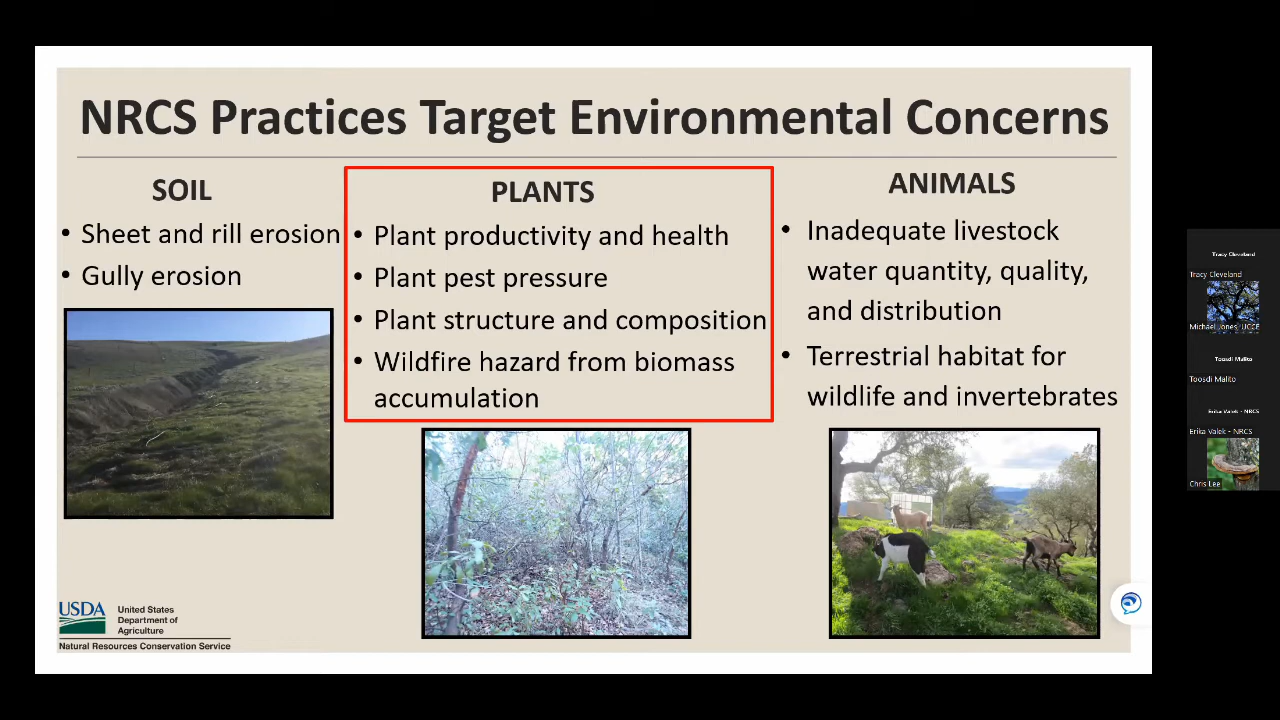 NRCS Practices Target Environmental Concerns
SOIL
• Sheet and rill erosion
• Gully erosion
PLANTS
• Plant productivity and health
• Plant pest pressure
• Plant structure and composition
• Wildfire hazard from biomass
accumulation
ANIMALS
• Inadequate livestock
water quantity, quality,
and distribution
• Terrestrial habitat for
wildlife and invertebrates
USDA
United States
Department of
Agriculture
Natural Resources Conservation Service
Tracy Cleveland
Tracy Cleveland
Michael Jones UCCE
Toosdi Malito
Toosdi Malito
Erika Valek - NRCS
Erika Valek - NRCS
Chris Lee